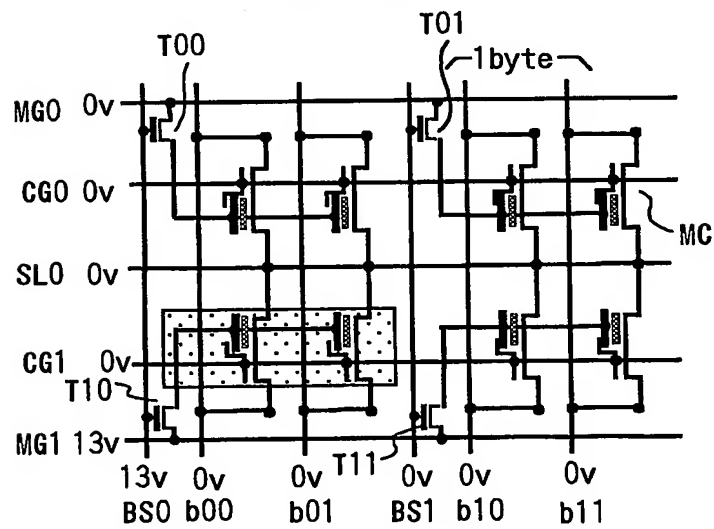 T00
T01
1byte
MG0 0v
CG0 0v
MC
SL0 0v
CG1 0v
T10
T11
MG1 13v
13v 0v 0v 0v 0v 0v
BS0 b00 b01 BS1 b10 b11